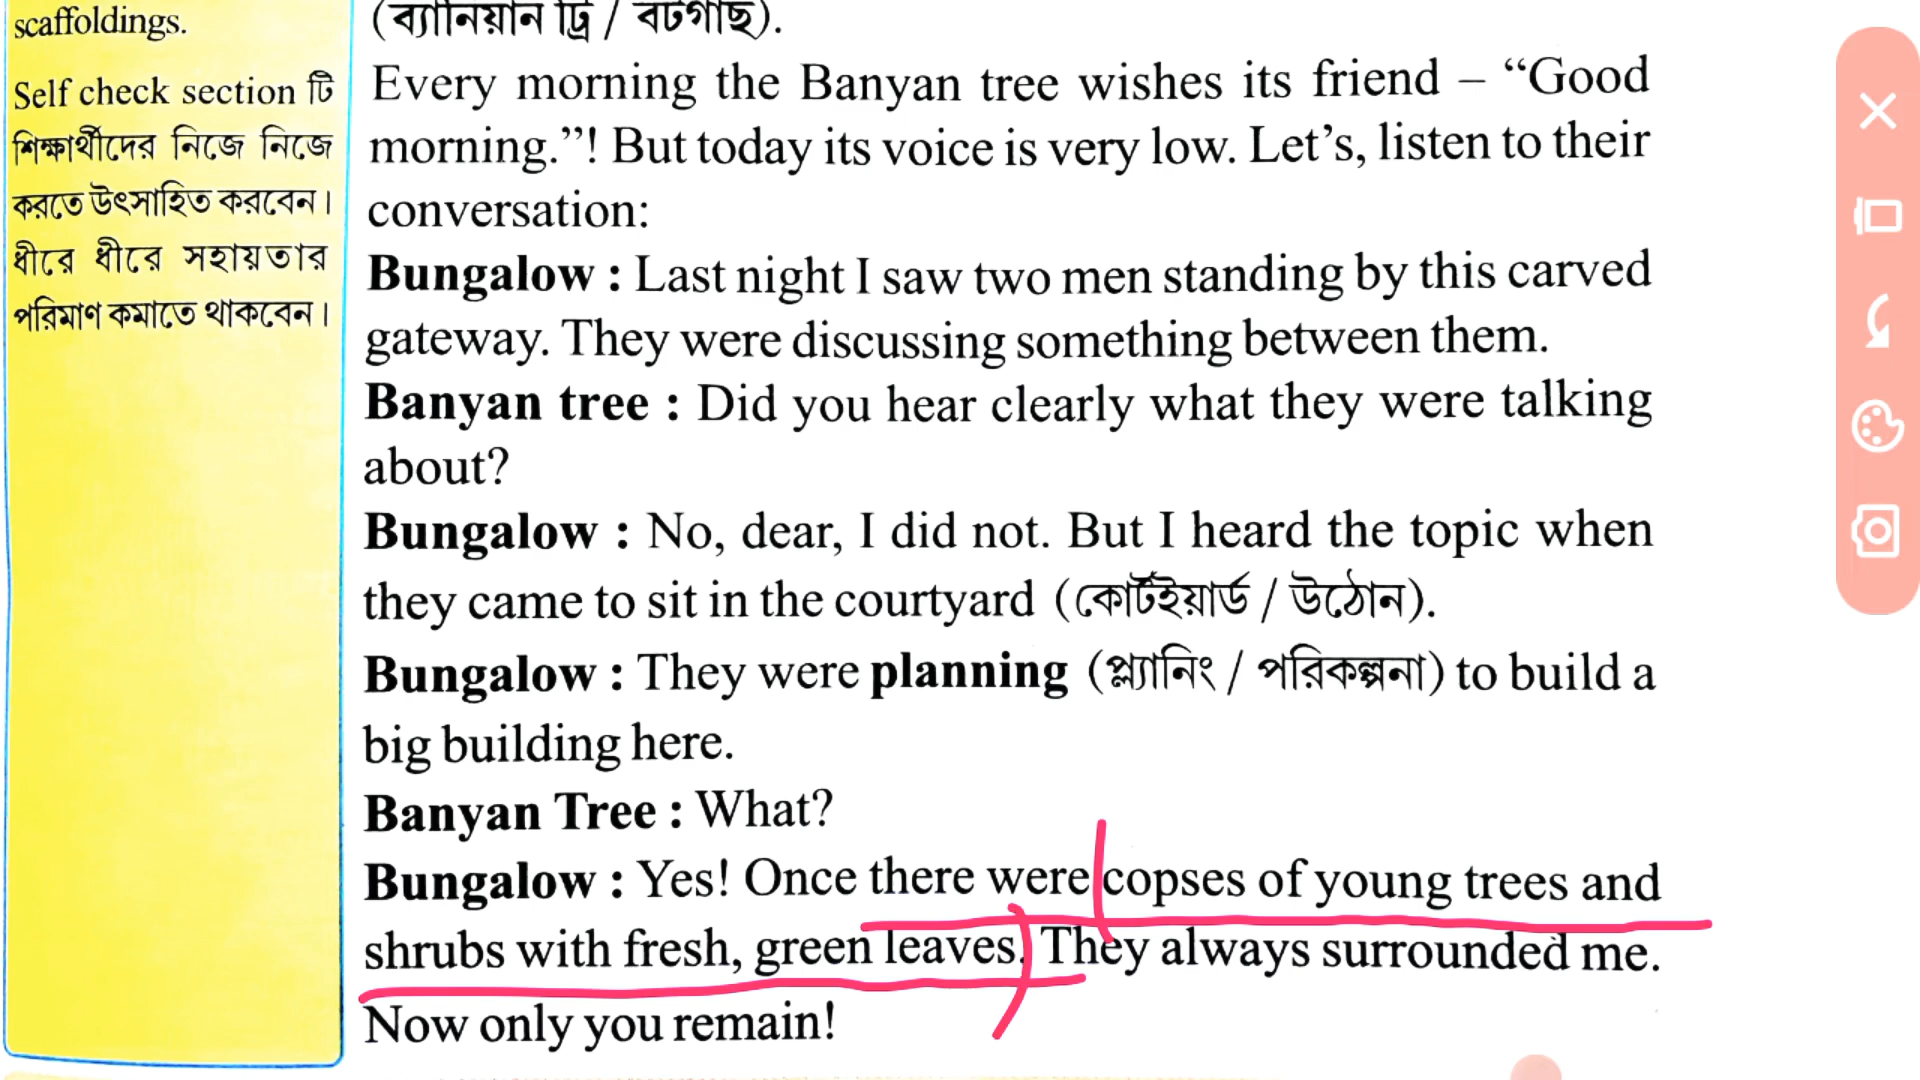 scaffoldings.
Self check section টি
শিক্ষার্থীদের নিজে নিজে
করতে উৎসাহিত করবেন।
ধীরে ধীরে সহায়তার
পরিমাণ কমাতে থাকবেন।
(ব্যানিয়ান ট্রি / বটগাছ).
Every morning the Banyan tree wishes its friend – “Good
morning.”! But today its voice is very low. Let’s, listen to their
conversation:
Bungalow : Last night I saw two men standing by this carved
gateway. They were discussing something between them.
Banyan tree : Did you hear clearly what they were talking
about?
Bungalow : No, dear, I did not. But I heard the topic when
they came to sit in the courtyard (কোর্টইয়ার্ড / উঠোন).
Bungalow : They were planning (প্ল্যানিং / পরিকল্পনা) to build a
big building here.
Banyan Tree : What?
Bungalow : Yes! Once there were copses of young trees and
shrubs with fresh, green leaves. They always surrounded me.
Now only you remain!